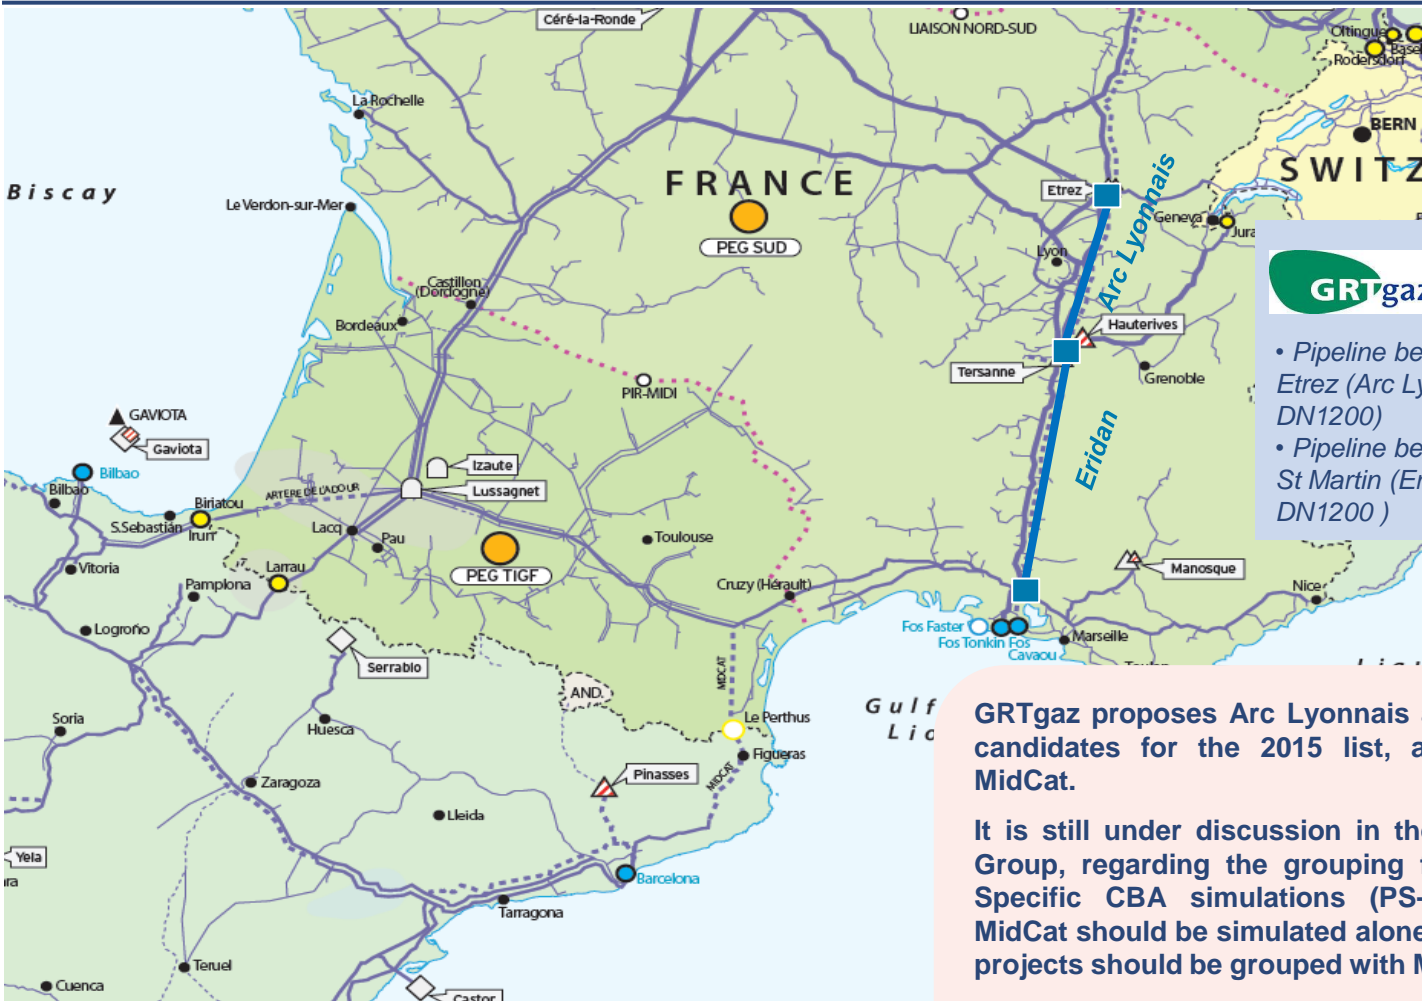 Céré-la-Ronde
LIAISON NORD-SUD
Oltingue
Basel
Rodersdorf
La Rochelle
BERN
SWITZ
Biscay
FRANCE
Etrez
Le Verdon-sur-Mer
Geneva
Jura
PEG SUD
Lyon
Arc Lyonnais
Castillon
(Dordogne)
GRTgaz
Bordeaux
Hauterives
• Pipeline be
Etrez (Arc Ly
DN1200)
• Pipeline be
St Martin (Er
DN1200 )
Tersanne
Grenoble
PIR-MIDI
GAVIOTA
Gaviota
Eridan
Izaute
Bilbao
Bilbao
ARTERE DE L'ADOUR
Lussagnet
Biriatou
S.Sebastián
Irun
Lacq
Pau
Toulouse
Vitoria
Larrau
PEG TIGF
Manosque
Pamplona
Cruzy (Hérault)
Nice
Logroño
Fos Faster
Fos Tonkin
Fos
Cavaou
Marseille
Toulon
Serrablo
MIDCAT
AND.
Gulf
Lio
Le Perthus
Soria
Huesca
Figueras
MIDCAT
Pinasses
Zaragoza
Lleida
Yela
Barcelona
Tarragona
Teruel
Cuenca
Castor
GRTgaz proposes Arc Lyonnais
candidates for the 2015 list, a
MidCat.
It is still under discussion in the
Group, regarding the grouping
Specific CBA simulations (PS-
MidCat should be simulated alone
projects should be grouped with M